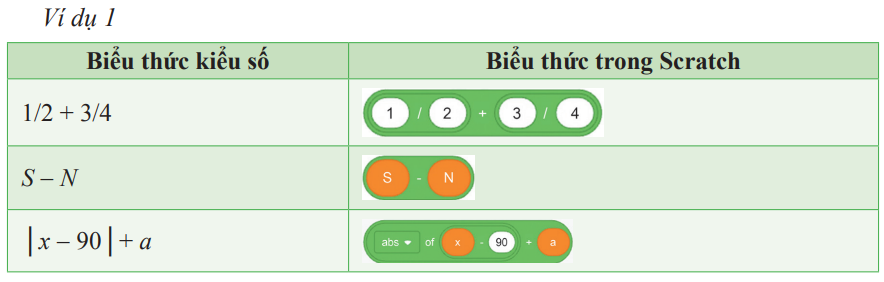 Ví dụ 1
Biểu thức kiểu số Biểu thức trong Scratch
1/2 + 3/4 1 / 2 + 3 / 4
S – N S - N
|x – 90| + a abs of x - 90 + a